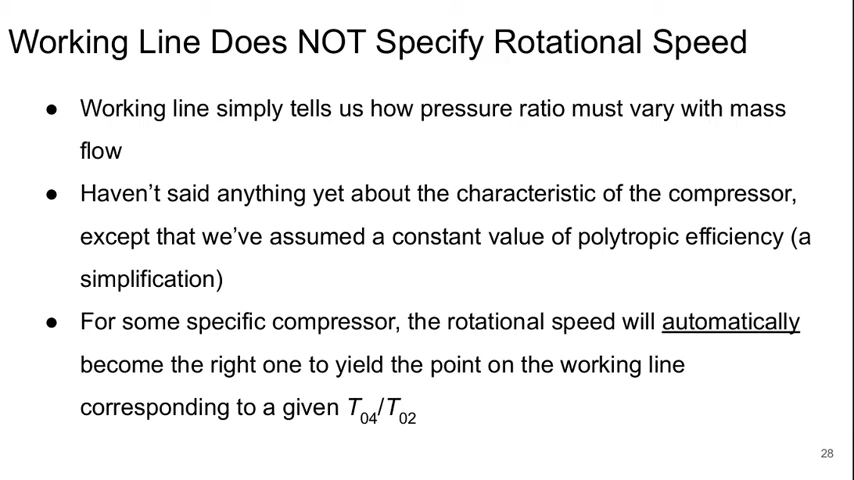 Working Line Does NOT Specify Rotational Speed
● Working line simply tells us how pressure ratio must vary with mass
flow
● Haven’t said anything yet about the characteristic of the compressor,
except that we’ve assumed a constant value of polytropic efficiency (a
simplification)
● For some specific compressor, the rotational speed will automatically
become the right one to yield the point on the working line
corresponding to a given T04/T02
28